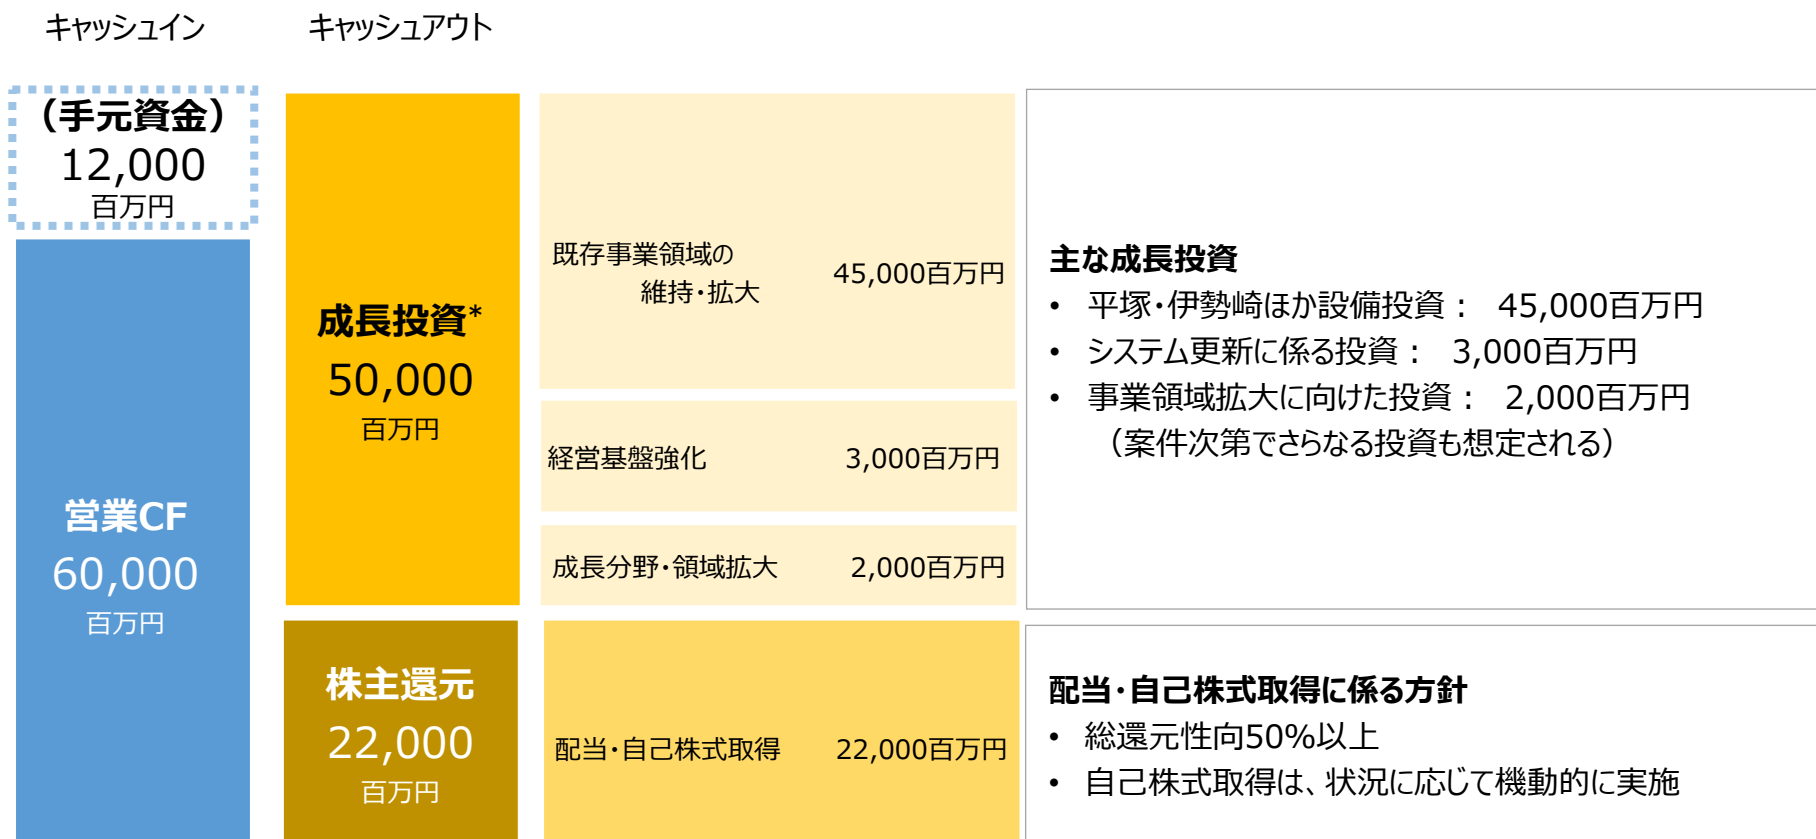 キャッシュイン
キャッシュアウト
（手元資金）
12,000
百万円
営業CF
60,000
百万円
成長投資*
50,000
百万円
株主還元
22,000
百万円
既存事業領域の
維持・拡大
45,000百万円
経営基盤強化 3,000百万円
成長分野・領域拡大 2,000百万円
配当・自己株式取得 22,000百万円
主な成長投資
• 平塚・伊勢崎ほか設備投資： 45,000百万円
• システム更新に係る投資： 3,000百万円
• 事業領域拡大に向けた投資： 2,000百万円
（案件次第でさらなる投資も想定される）
配当・自己株式取得に係る方針
• 総還元性向50%以上
• 自己株式取得は、状況に応じて機動的に実施